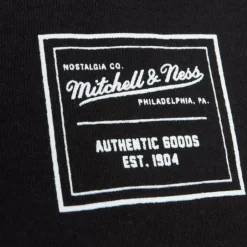 NOSTALGIA CO.
Mitchell & Ness
PHILADELPHIA, PA.
AUTHENTIC GOODS
EST. 1904